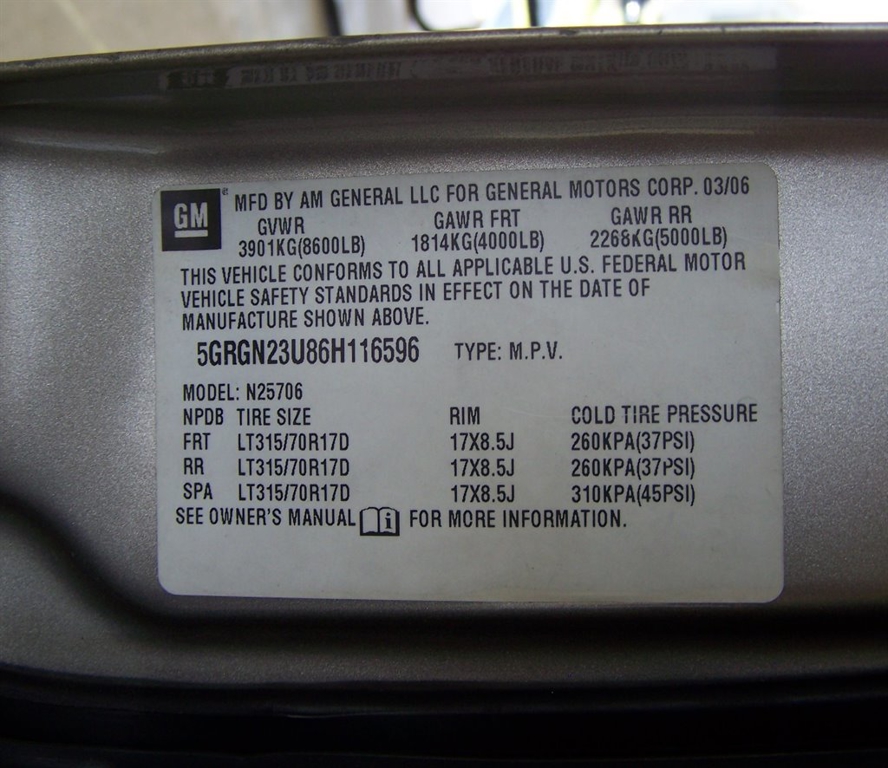 GM ® MFD BY AM GENERAL LLC FOR GENERAL MOTORS CORP. 03/06
GVWR GAWR FRT GAWR RR
3901KG(8600LB) 1814KG(4000LB) 2268KG(5000LB)
THIS VEHICLE CONFORMS TO ALL APPLICABLE U.S. FEDERAL MOTOR
VEHICLE SAFETY STANDARDS IN EFFECT ON THE DATE OF
MANUFACTURE SHOWN ABOVE.
5GRGN23U86H116596 TYPE: M.P.V.
MODEL: N25706
NPDB TIRE SIZE RIM COLD TIRE PRESSURE
FRT LT315/70R17D 17X8.5J 260KPA(37PSI)
RR LT315/70R17D 17X8.5J 260KPA(37PSI)
SPA LT315/70R17D 17X8.5J 310KPA(45PSI)
SEE OWNER'S MANUAL i FOR MORE INFORMATION.